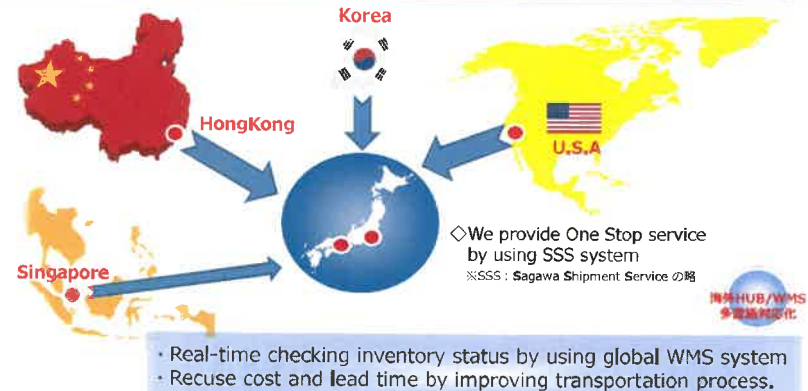 Korea
HongKong
U.S.A
Singapore
◇We provide One Stop service
by using SSS system
※SSS : Sagawa Shipment Service の略
海外HUB/WMS
多言語対応化
・Real-time checking inventory status by using global WMS system
・Recuse cost and lead time by improving transportation process.